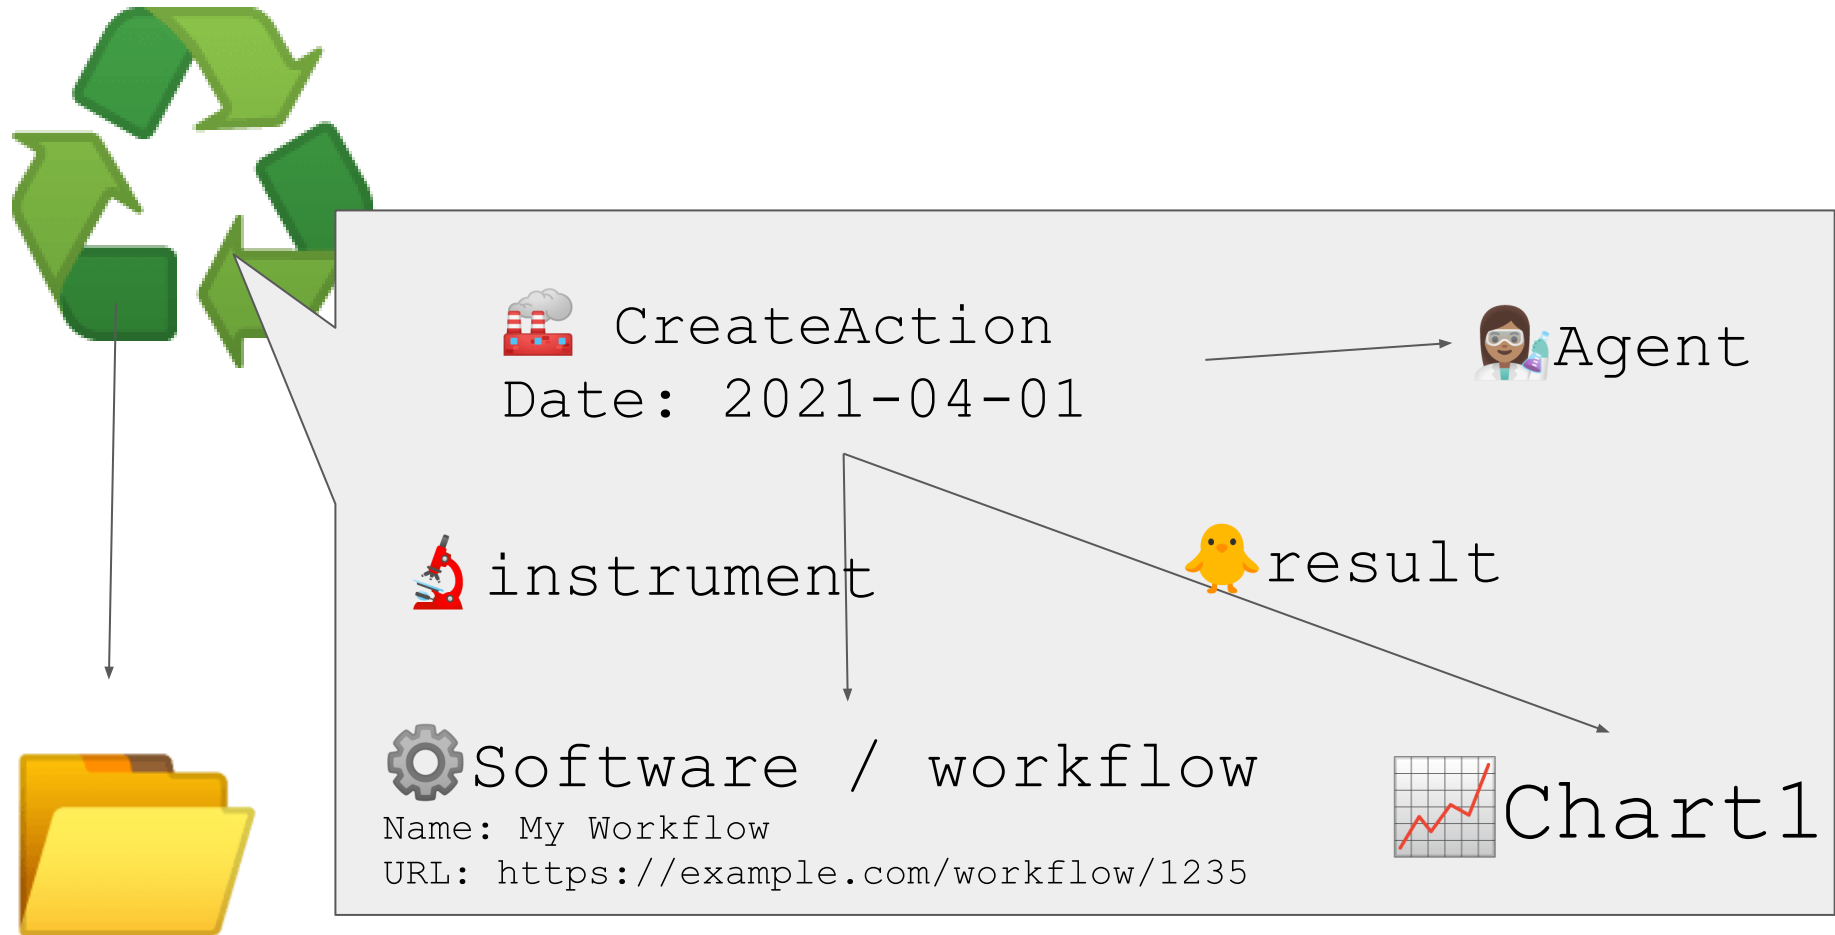 CreateAction
Date: 2021-04-01
Agent
instrument
result
Software / workflow
Name: My Workflow
URL: https://example.com/workflow/1235
Chart1